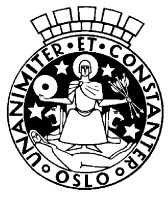 UNANIMITER · ET · CONSTANTER · OSLO